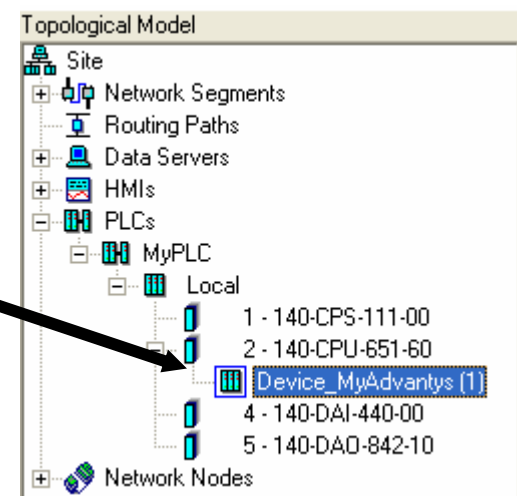 Topological Model
Site
Network Segments
Routing Paths
Data Servers
HMIs
PLCs
MyPLC
Local
1 - 140-CPS-111-00
2 - 140-CPU-651-60
Device_MyAdvantys (1)
4 - 140-DAI-440-00
5 - 140-DAO-842-10
Network Nodes